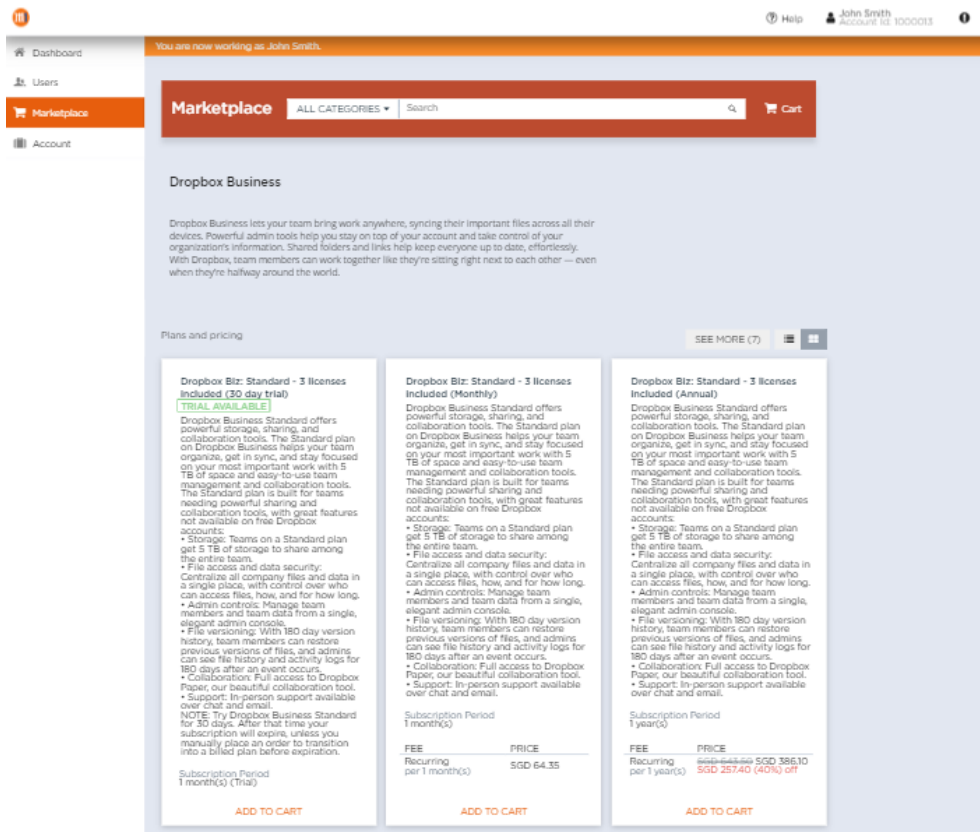 m
Help
John Smith
Account Id: 1000013
Dashboard
Users
Marketplace
Account
You are now working as John Smith.
Marketplace
ALL CATEGORIES
Search
Cart
Dropbox Business
Dropbox Business lets your team bring work anywhere, syncing their important files across all their
devices. Powerful admin tools help you stay on top of your account and take control of your
organization's information. Shared folders and links help keep everyone up to date, effortlessly.
With Dropbox, team members can work together like they're sitting right next to each other — even
when they're halfway around the world.
Plans and pricing
SEE MORE (7)
Dropbox Biz: Standard - 3 licenses
Included (30 day trial)
TRIAL AVAILABLE
Dropbox Business Standard offers
powerful storage, sharing, and
collaboration tools. The Standard plan
on Dropbox Business helps your team
organize, get in sync, and stay focused
on your most important work with 5
TB of space and easy-to-use team
management and collaboration tools.
The Standard plan is built for teams
needing powerful sharing and
collaboration tools, with great features
not available on free Dropbox
accounts:
• Storage: Teams on a Standard plan
get 5 TB of storage to share among
the entire team.
• File access and data security:
Centralize all company files and data in
a single place, with control over who
can access files, how, and for how long.
• Admin controls: Manage team
members and team data from a single,
elegant admin console.
• File versioning: With 180 day version
history, team members can restore
previous versions of files, and admins
can see file history and activity logs for
180 days after an event occurs.
• Collaboration: Full access to Dropbox
Paper, our beautiful collaboration tool.
• Support: In-person support available
over chat and email.
NOTE: Try Dropbox Business Standard
for 30 days. After that time your
subscription will expire, unless you
manually place an order to transition
into a billed plan before expiration.
Subscription Period
1 month(s) (Trial)
ADD TO CART
Dropbox Biz: Standard - 3 licenses
Included (Monthly)
Dropbox Business Standard offers
powerful storage, sharing, and
collaboration tools. The Standard plan
on Dropbox Business helps your team
organize, get in sync, and stay focused
on your most important work with 5
TB of space and easy-to-use team
management and collaboration tools.
The Standard plan is built for teams
needing powerful sharing and
collaboration tools, with great features
not available on free Dropbox
accounts:
• Storage: Teams on a Standard plan
get 5 TB of storage to share among
the entire team.
• File access and data security:
Centralize all company files and data in
a single place, with control over who
can access files, how, and for how long.
• Admin controls: Manage team
members and team data from a single,
elegant admin console.
• File versioning: With 180 day version
history, team members can restore
previous versions of files, and admins
can see file history and activity logs for
180 days after an event occurs.
• Collaboration: Full access to Dropbox
Paper, our beautiful collaboration tool.
• Support: In-person support available
over chat and email.
Subscription Period
1 month(s)
FEE PRICE
Recurring
per 1 month(s) SGD 64.35
ADD TO CART
Dropbox Biz: Standard - 3 licenses
Included (Annual)
Dropbox Business Standard offers
powerful storage, sharing, and
collaboration tools. The Standard plan
on Dropbox Business helps your team
organize, get in sync, and stay focused
on your most important work with 5
TB of space and easy-to-use team
management and collaboration tools.
The Standard plan is built for teams
needing powerful sharing and
collaboration tools, with great features
not available on free Dropbox
accounts:
• Storage: Teams on a Standard plan
get 5 TB of storage to share among
the entire team.
• File access and data security:
Centralize all company files and data in
a single place, with control over who
can access files, how, and for how long.
• Admin controls: Manage team
members and team data from a single,
elegant admin console.
• File versioning: With 180 day version
history, team members can restore
previous versions of files, and admins
can see file history and activity logs for
180 days after an event occurs.
• Collaboration: Full access to Dropbox
Paper, our beautiful collaboration tool.
• Support: In-person support available
over chat and email.
Subscription Period
1 year(s)
FEE PRICE
Recurring SGD 643.50 SGD 386.10
per 1 year(s) SGD 257.40 (40%) off
ADD TO CART